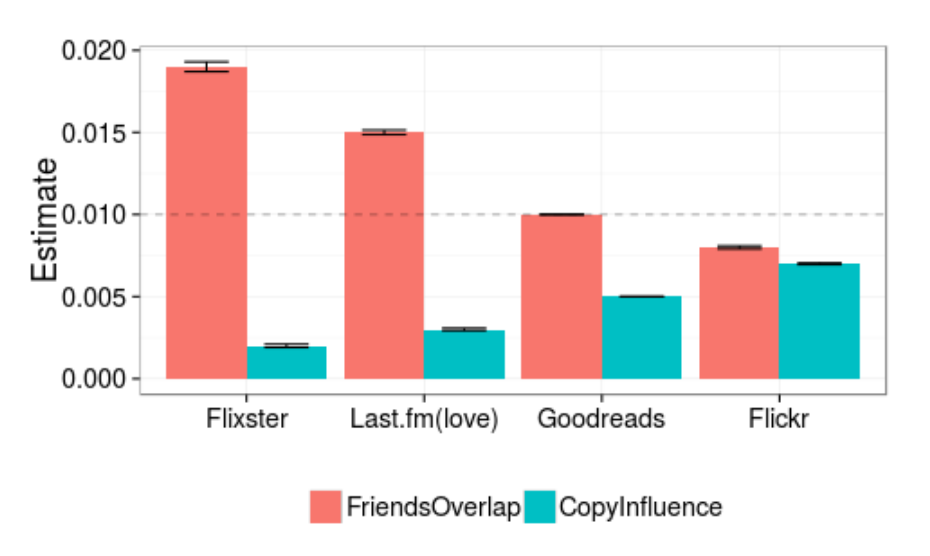 0.020
0.015
0.010
0.005
0.000
Estimate
Flixster Last.fm(love) Goodreads Flickr
FriendsOverlap CopyInfluence